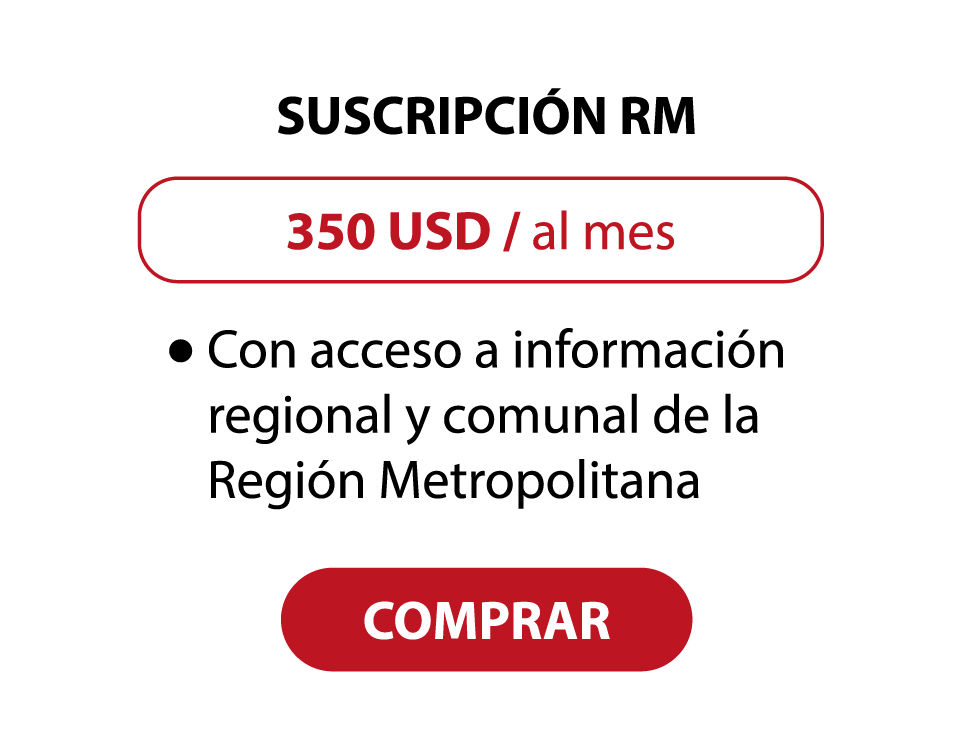 SUSCRIPCIÓN RM
350 USD / al mes
● Con acceso a información
regional y comunal de la
Región Metropolitana
COMPRAR